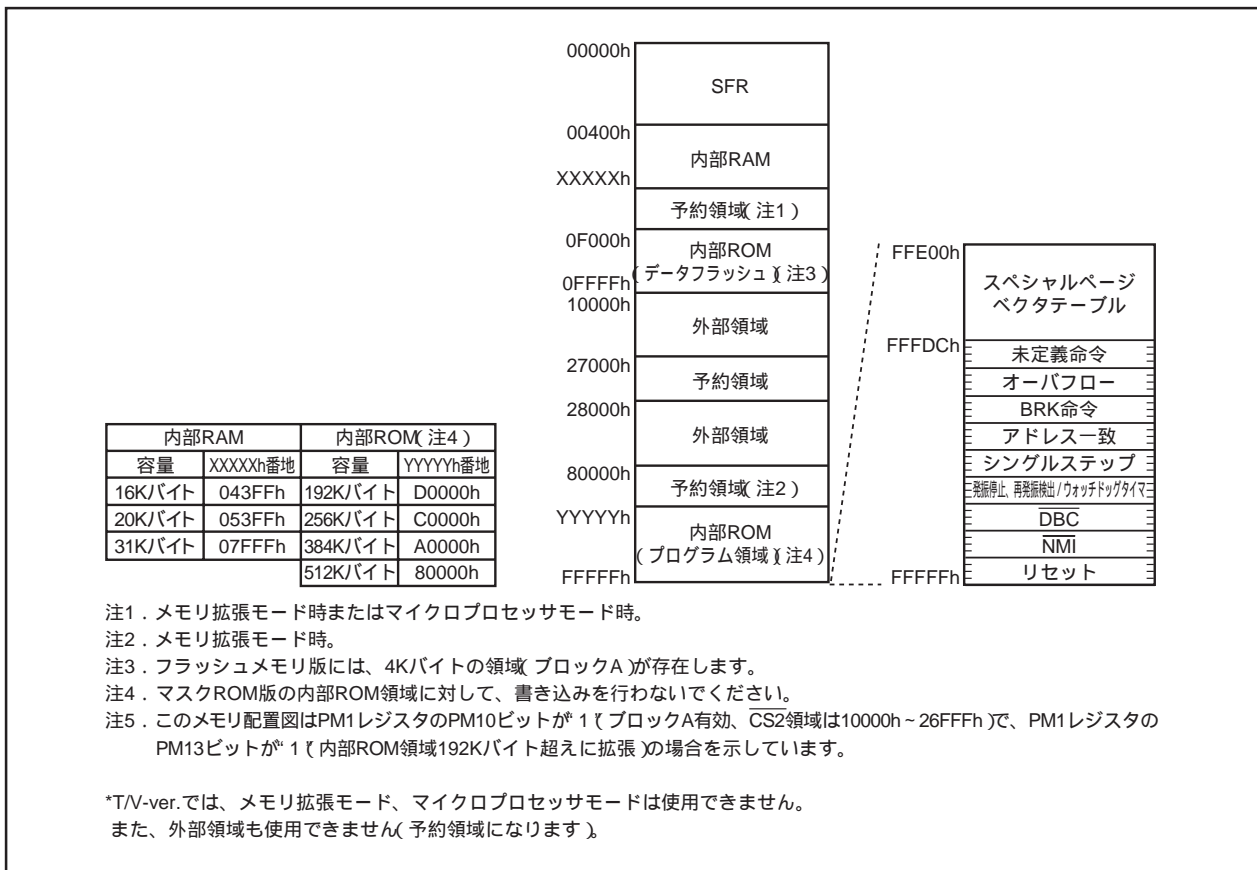 00000h
SFR
00400h
内部RAM
XXXXXh
予約領域(注1)
0F000h
内部ROM
(データフラッシュ)(注3)
0FFFFh
10000h
外部領域
27000h
予約領域
28000h
外部領域
80000h
予約領域(注2)
YYYYYh
内部ROM
(プログラム領域)(注4)
FFFFFh
FFE00h
スペシャルページ
ベクタテーブル
FFFDCh
未定義命令
オーバフロー
BRK命令
アドレス一致
シングルステップ
発振停止、再発振検出/ウォッチドッグタイマ
DBC
NMI
リセット
FFFFFh
内部RAM 内部ROM(注4)
容量 XXXXXh番地 容量 YYYYYh番地
16Kバイト 043FFh 192Kバイト D0000h
20Kバイト 053FFh 256Kバイト C0000h
31Kバイト 07FFFh 384Kバイト A0000h
512Kバイト 80000h
注1.メモリ拡張モード時またはマイクロプロセッサモード時。
注2.メモリ拡張モード時。
注3.フラッシュメモリ版には、4Kバイトの領域(ブロックA)が存在します。
注4.マスクROM版の内部ROM領域に対して、書き込みを行わないでください。
注5.このメモリ配置図はPM1レジスタのPM10ビットが“1”(ブロックA有効、CS2領域は10000h~26FFFh)で、PM1レジスタの
PM13ビットが“1”(内部ROM領域192Kバイト超えに拡張)の場合を示しています。
*T/V-ver.では、メモリ拡張モード、マイクロプロセッサモードは使用できません。
また、外部領域も使用できません(予約領域になります)。